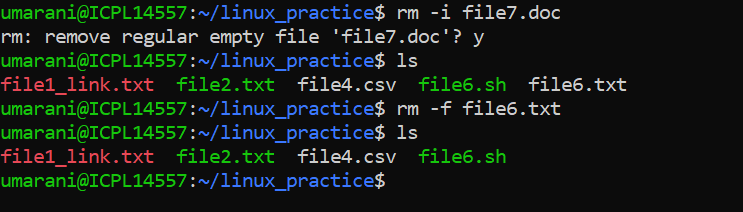 umarani@ICPL14557:~/linux_practice$ rm -i file7.doc
rm: remove regular empty file 'file7.doc'? y
umarani@ICPL14557:~/linux_practice$ ls
file1_link.txt  file2.txt  file4.csv  file6.sh  file6.txt
umarani@ICPL14557:~/linux_practice$ rm -f file6.txt
umarani@ICPL14557:~/linux_practice$ ls
file1_link.txt  file2.txt  file4.csv  file6.sh
umarani@ICPL14557:~/linux_practice$